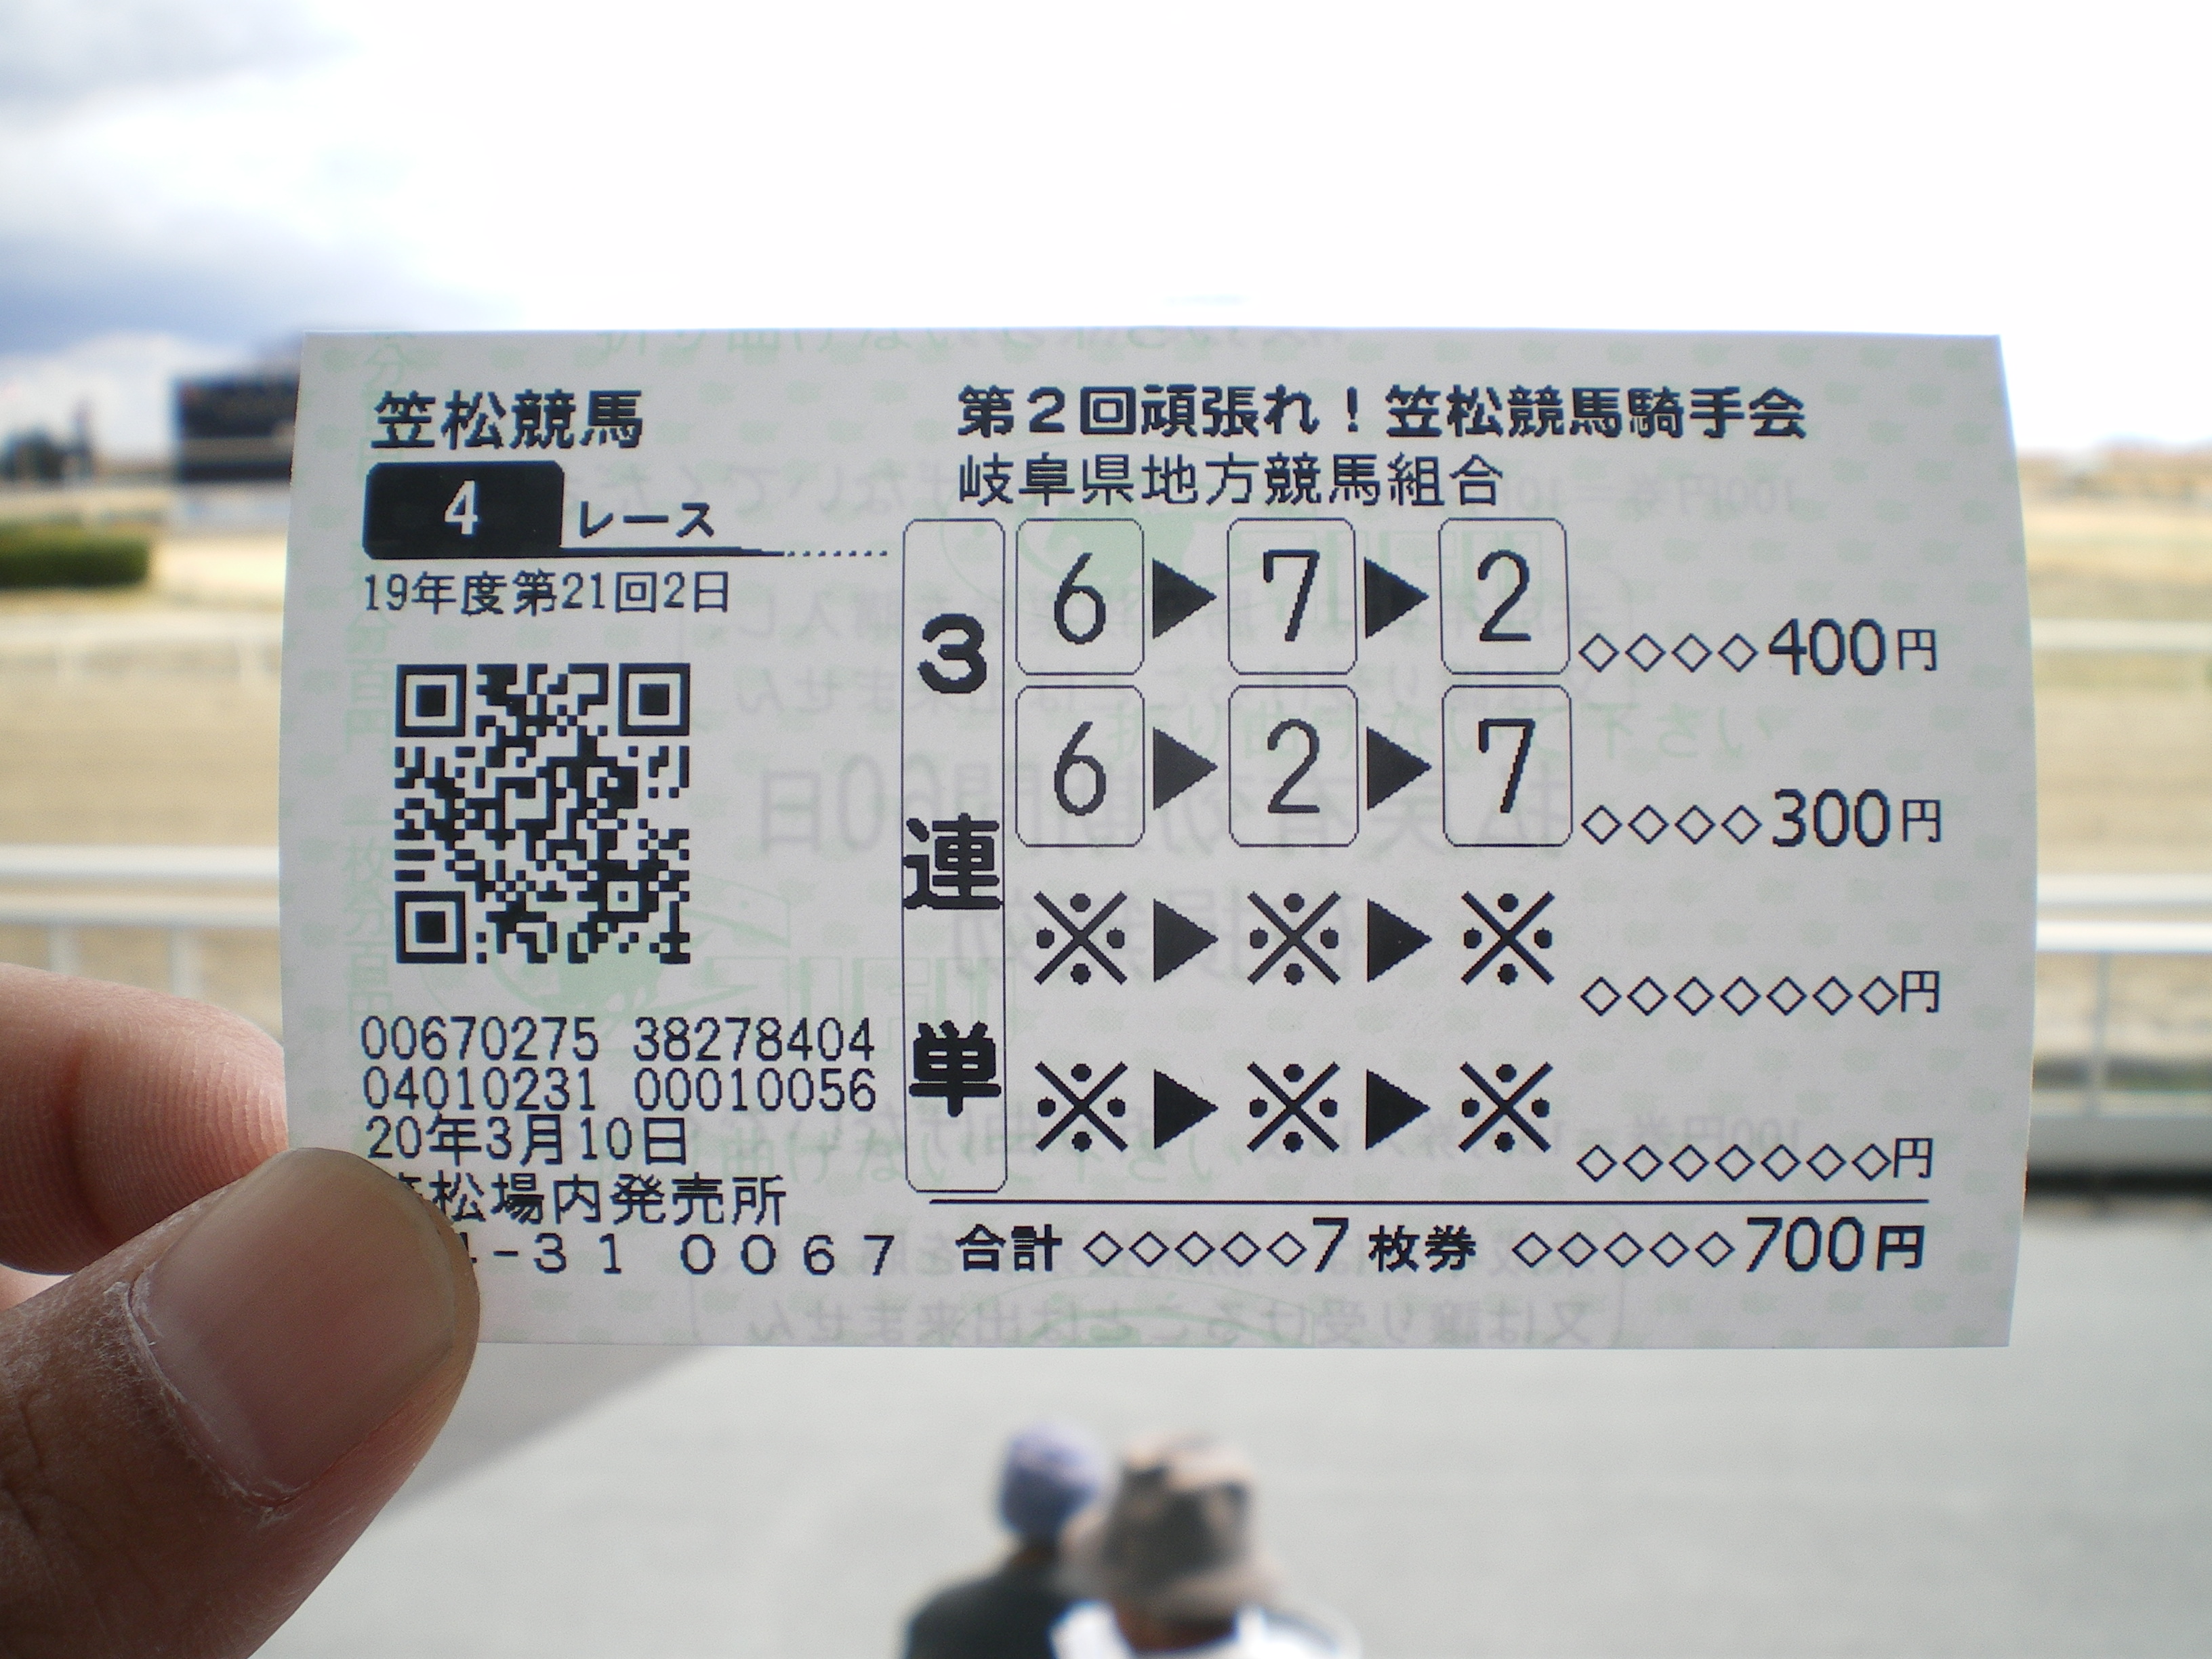 笠松競馬
4 レース
19年度第21回2日
00670275 38278404
04010231 00010056
20年3月10日
松場内発売所
-31 0067
第2回頑張れ!笠松競馬騎手会
岐阜県地方競馬組合
3連単
6▶7▶2 ◇◇◇◇400円
6▶2▶7 ◇◇◇◇300円
※▶※▶※ ◇◇◇◇◇◇◇円
※▶※▶※ ◇◇◇◇◇◇◇円
合計 ◇◇◇◇◇7枚券 ◇◇◇◇◇700円